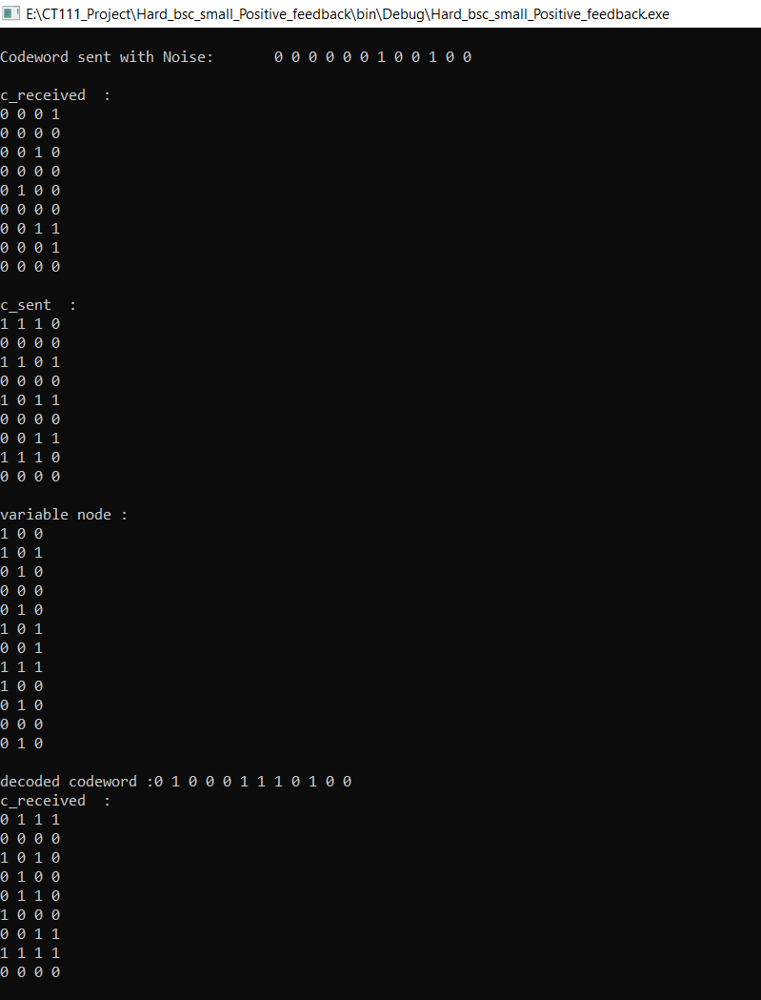 E:\CT111_Project\Hard_bsc_small_Positive_feedback\bin\Debug\Hard_bsc_small_Positive_feedback.exe
Codeword sent with Noise: 0 0 0 0 0 0 1 0 0 1 0 0
c_received :
0 0 0 1
0 0 0 0
0 0 1 0
0 0 0 0
0 1 0 0
0 0 0 0
0 0 1 1
0 0 0 1
0 0 0 0
c_sent :
1 1 1 0
0 0 0 0
1 1 0 1
0 0 0 0
1 0 1 1
0 0 0 0
0 0 1 1
1 1 1 0
0 0 0 0
variable node :
1 0 0
1 0 1
0 1 0
0 0 0
0 1 0
1 0 1
0 0 1
1 1 1
1 0 0
0 1 0
0 0 0
0 1 0
decoded codeword :0 1 0 0 0 1 1 1 0 1 0 0
c_received :
0 1 1 1
0 0 0 0
1 0 1 0
0 1 0 0
0 1 1 0
1 0 0 0
0 0 1 1
1 1 1 1
0 0 0 0